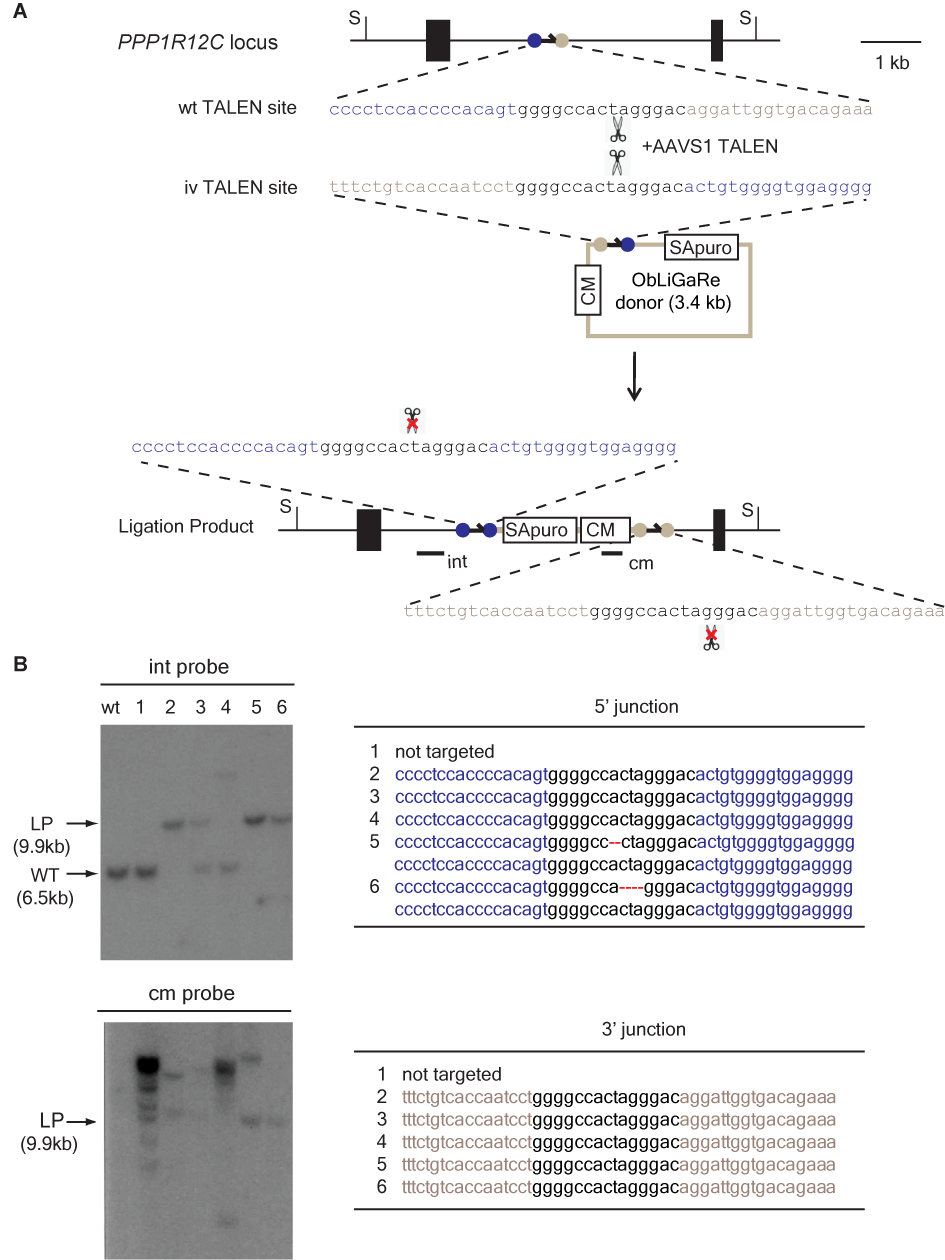 A
S
S
PPP1R12C locus
1 kb
wt TALEN site
cccctccaccccacagtggggccactagggacaggattggtgacagaaa
+AAVS1 TALEN
iv TALEN site
tttctgtcaccaatcctggggccactagggacactgtggggtggagggg
SApuro
CM
ObLiGaRe
donor (3.4 kb)
cccctccaccccacagtggggccactagggacactgtggggtggagggg
S
S
Ligation Product
SApuro
CM
int
cm
tttctgtcaccaatcctggggccactagggacaggattggtgacagaaa
B
int probe
wt 1 2 3 4 5 6
LP
(9.9kb)
WT
(6.5kb)
5’ junction
1 not targeted
2 cccctccaccccacagtggggccactagggacactgtggggtggagggg
3 cccctccaccccacagtggggccactagggacactgtggggtggagggg
4 cccctccaccccacagtggggccactagggacactgtggggtggagggg
5 cccctccaccccacagtggggcc--ctagggacactgtggggtggagggg
cccctccaccccacagtggggccactagggacactgtggggtggagggg
6 cccctccaccccacagtggggcca----gggacactgtggggtggagggg
cccctccaccccacagtggggccactagggacactgtggggtggagggg
cm probe
LP
(9.9kb)
3’ junction
1 not targeted
2 tttctgtcaccaatcctggggccactagggacaggattggtgacagaaa
3 tttctgtcaccaatcctggggccactagggacaggattggtgacagaaa
4 tttctgtcaccaatcctggggccactagggacaggattggtgacagaaa
5 tttctgtcaccaatcctggggccactagggacaggattggtgacagaaa
6 tttctgtcaccaatcctggggccactagggacaggattggtgacagaaa